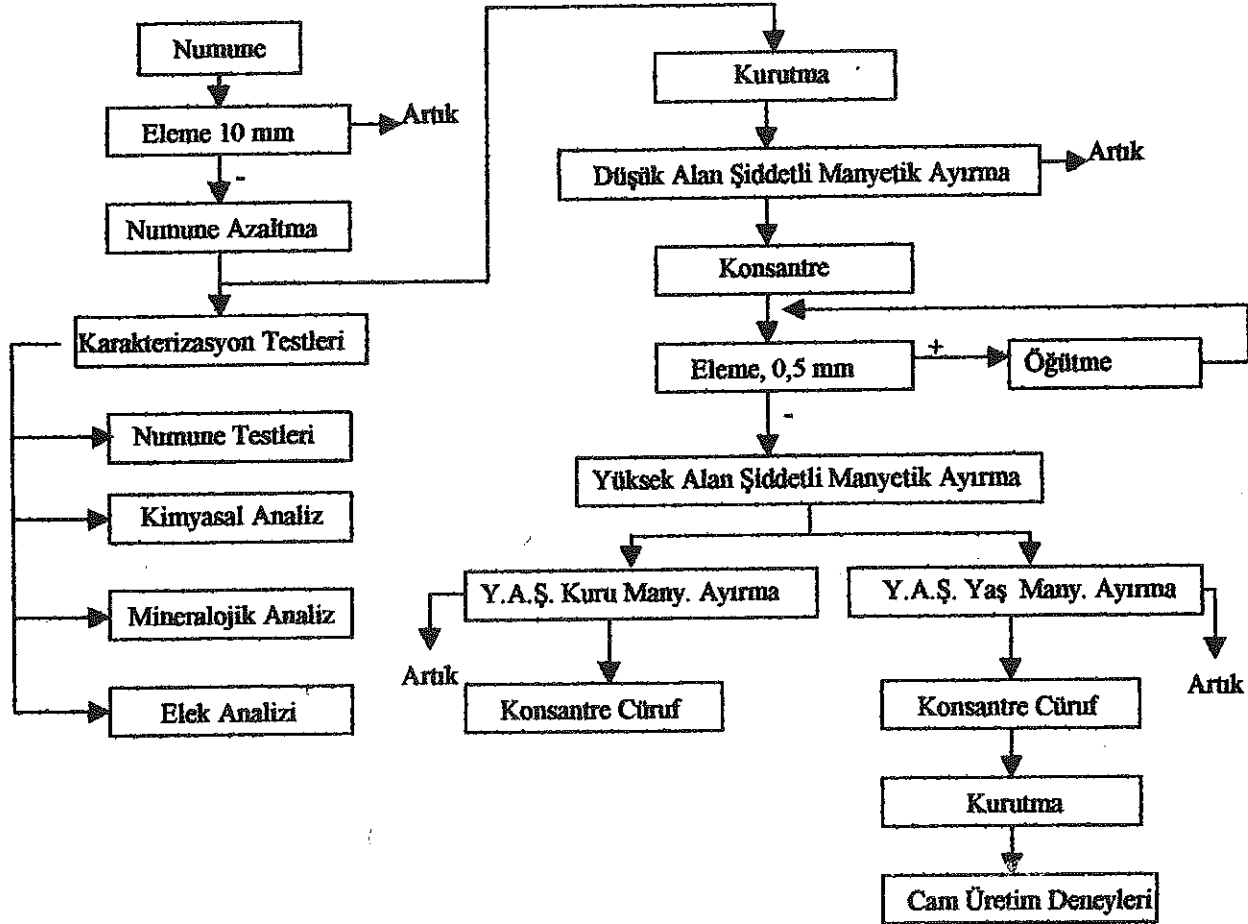 Numune
Eleme 10 mm
Artık
-
Numune Azaltma
Karakterizasyon Testleri
Numune Testleri
Kimyasal Analiz
Mineralojik Analiz
Elek Analizi
Kurutma
Düşük Alan Şiddetli Manyetik Ayırma
Artık
Konsantre
Eleme, 0,5 mm
+
Öğütme
-
Yüksek Alan Şiddetli Manyetik Ayırma
Y.A.Ş. Kuru Many. Ayırma
Artık
Konsantre Cüruf
Y.A.Ş. Yaş Many. Ayırma
Artık
Konsantre Cüruf
Kurutma
Cam Üretim Deneyleri